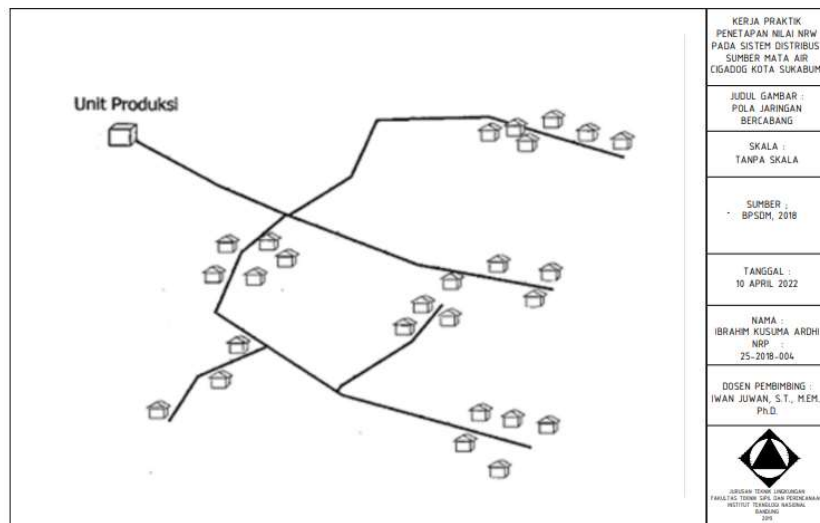 Unit Produksi
KERJA PRAKTIK
PENETAPAN NILAI NRW
PADA SISTEM DISTRIBUSI
SUMBER MATA AIR
CIGADOG KOTA SUKABUMI
JUDUL GAMBAR :
POLA JARINGAN
BERCABANG
SKALA :
TANPA SKALA
SUMBER :
BPSDM, 2018
TANGGAL :
10 APRIL 2022
NAMA :
IBRAHIM KUSUMA ARDHI
NRP :
25-2018-004
DOSEN PEMBIMBING :
IWAN JUWAN, S.T., M.EM.
Ph.D.
JURUSAN TEKNIK LINGKUNGAN
FAKULTAS TEKNIK SIPIL DAN PERENCANAAN
INSTITUT TEKNOLOGI NASIONAL
BANDUNG